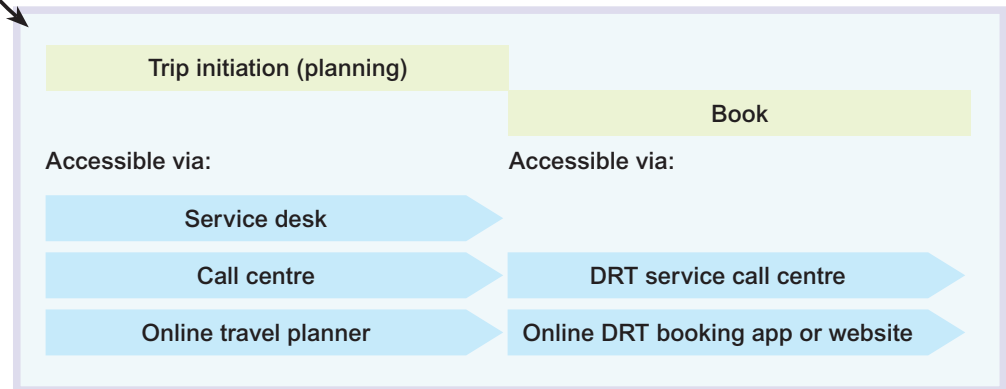 Trip initiation (planning)
Book
Accessible via:
Accessible via:
Service desk
Call centre
DRT service call centre
Online travel planner
Online DRT booking app or website